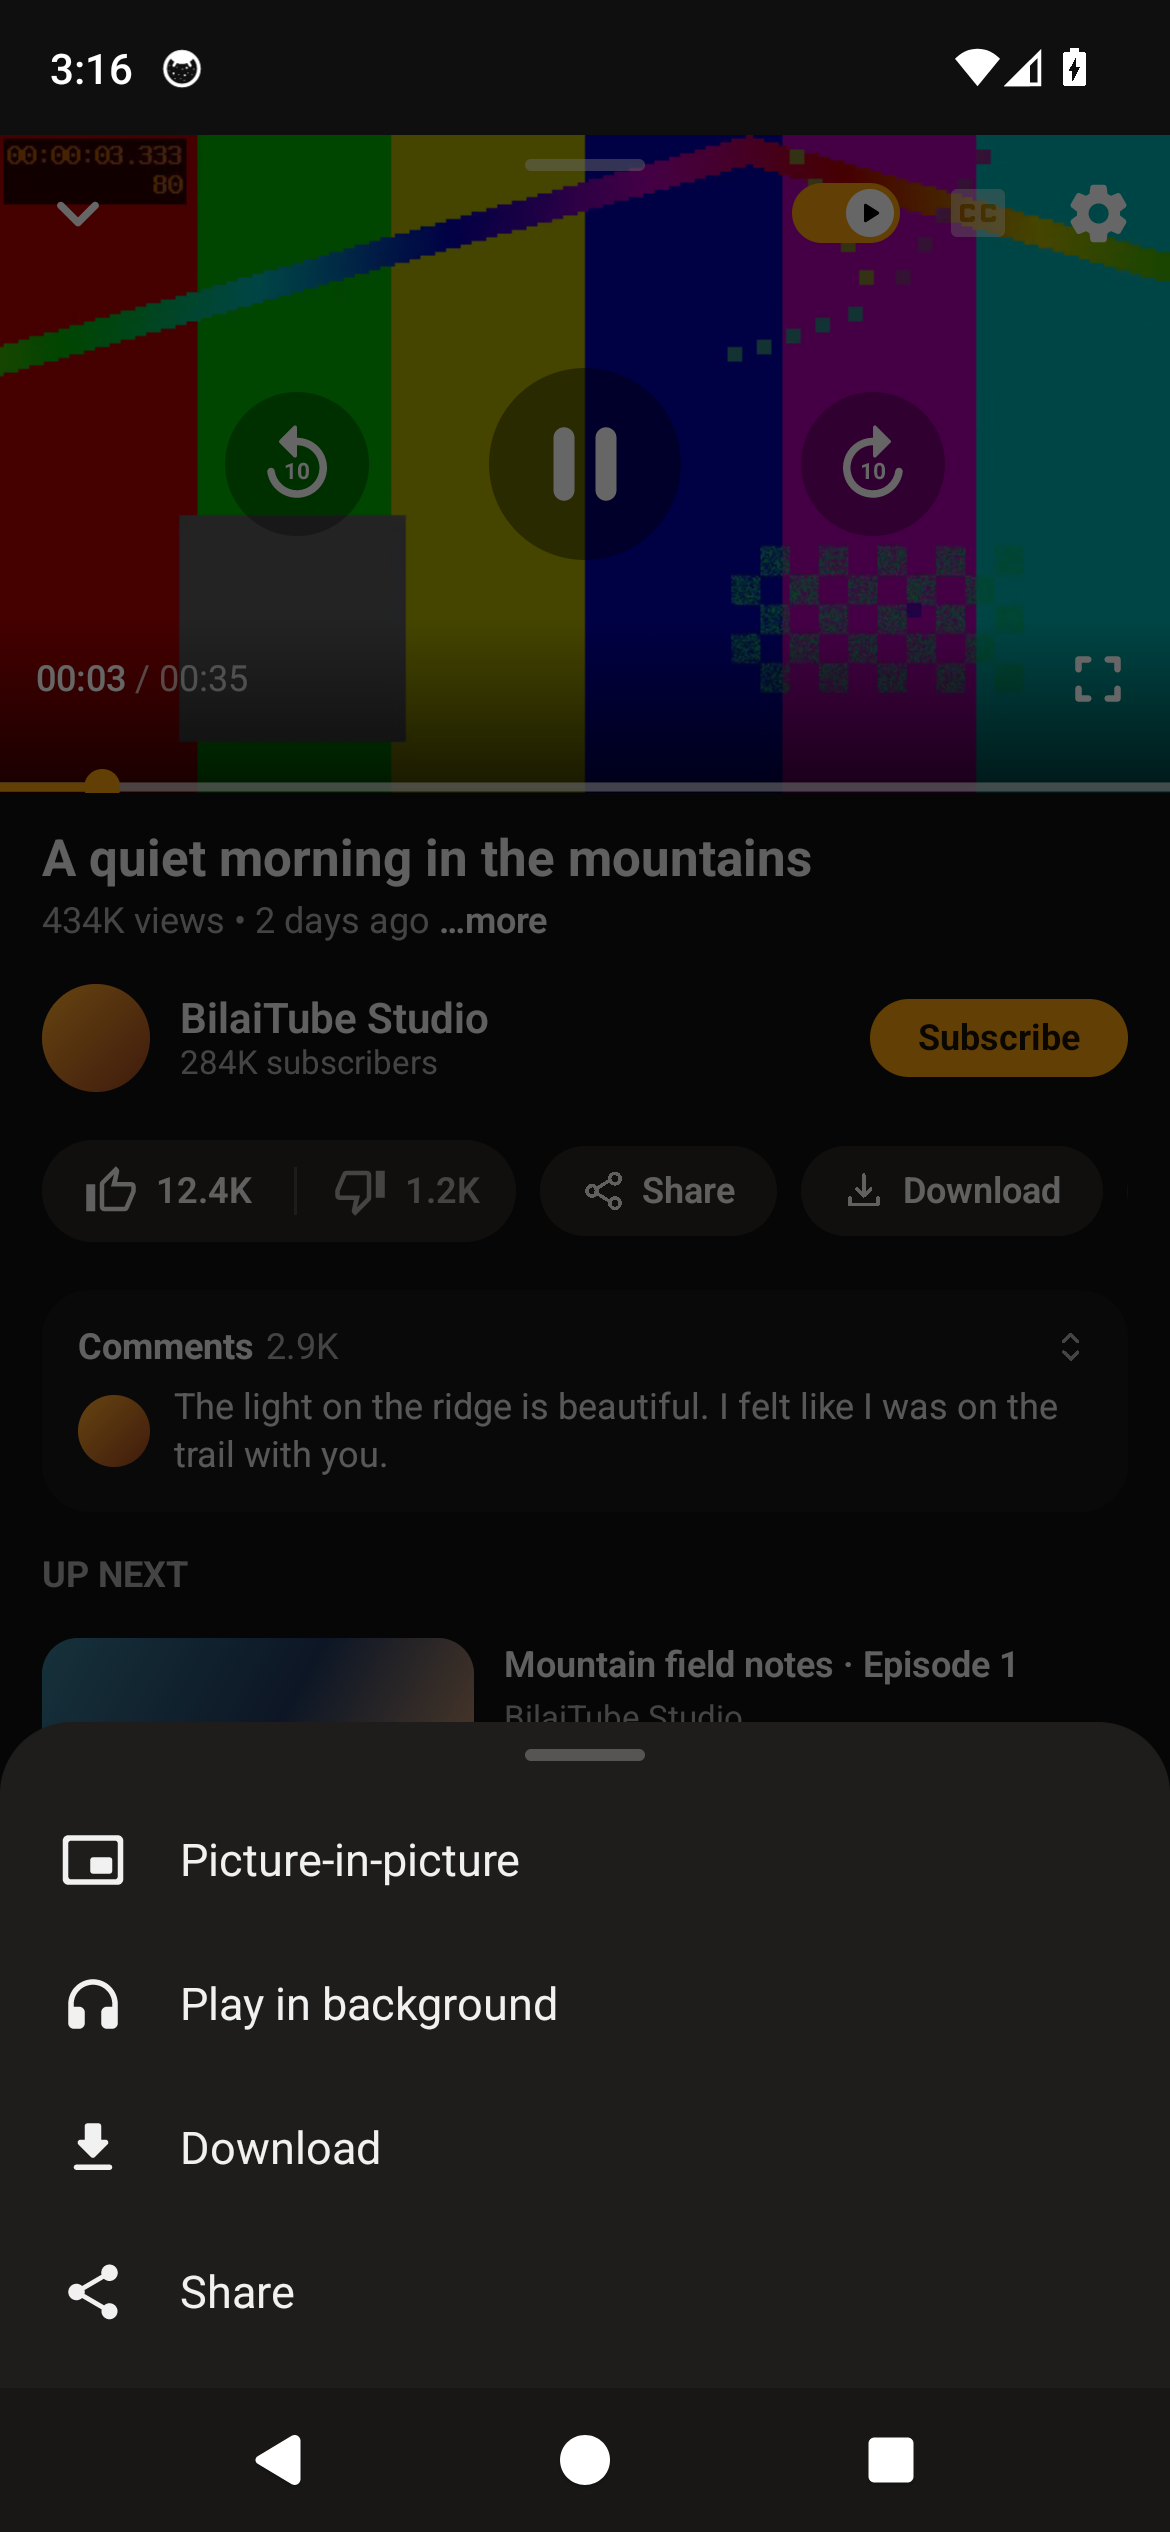 3:16
00:00:03.333
80
CC
10
10
00:03 / 00:35
A quiet morning in the mountains
434K views • 2 days ago ...more
BilaiTube Studio
284K subscribers
Subscribe
12.4K
1.2K
Share
Download
Comments 2.9K
The light on the ridge is beautiful. I felt like I was on the
trail with you.
UP NEXT
Mountain field notes · Episode 1
BilaiTube Studio
Picture-in-picture
Play in background
Download
Share